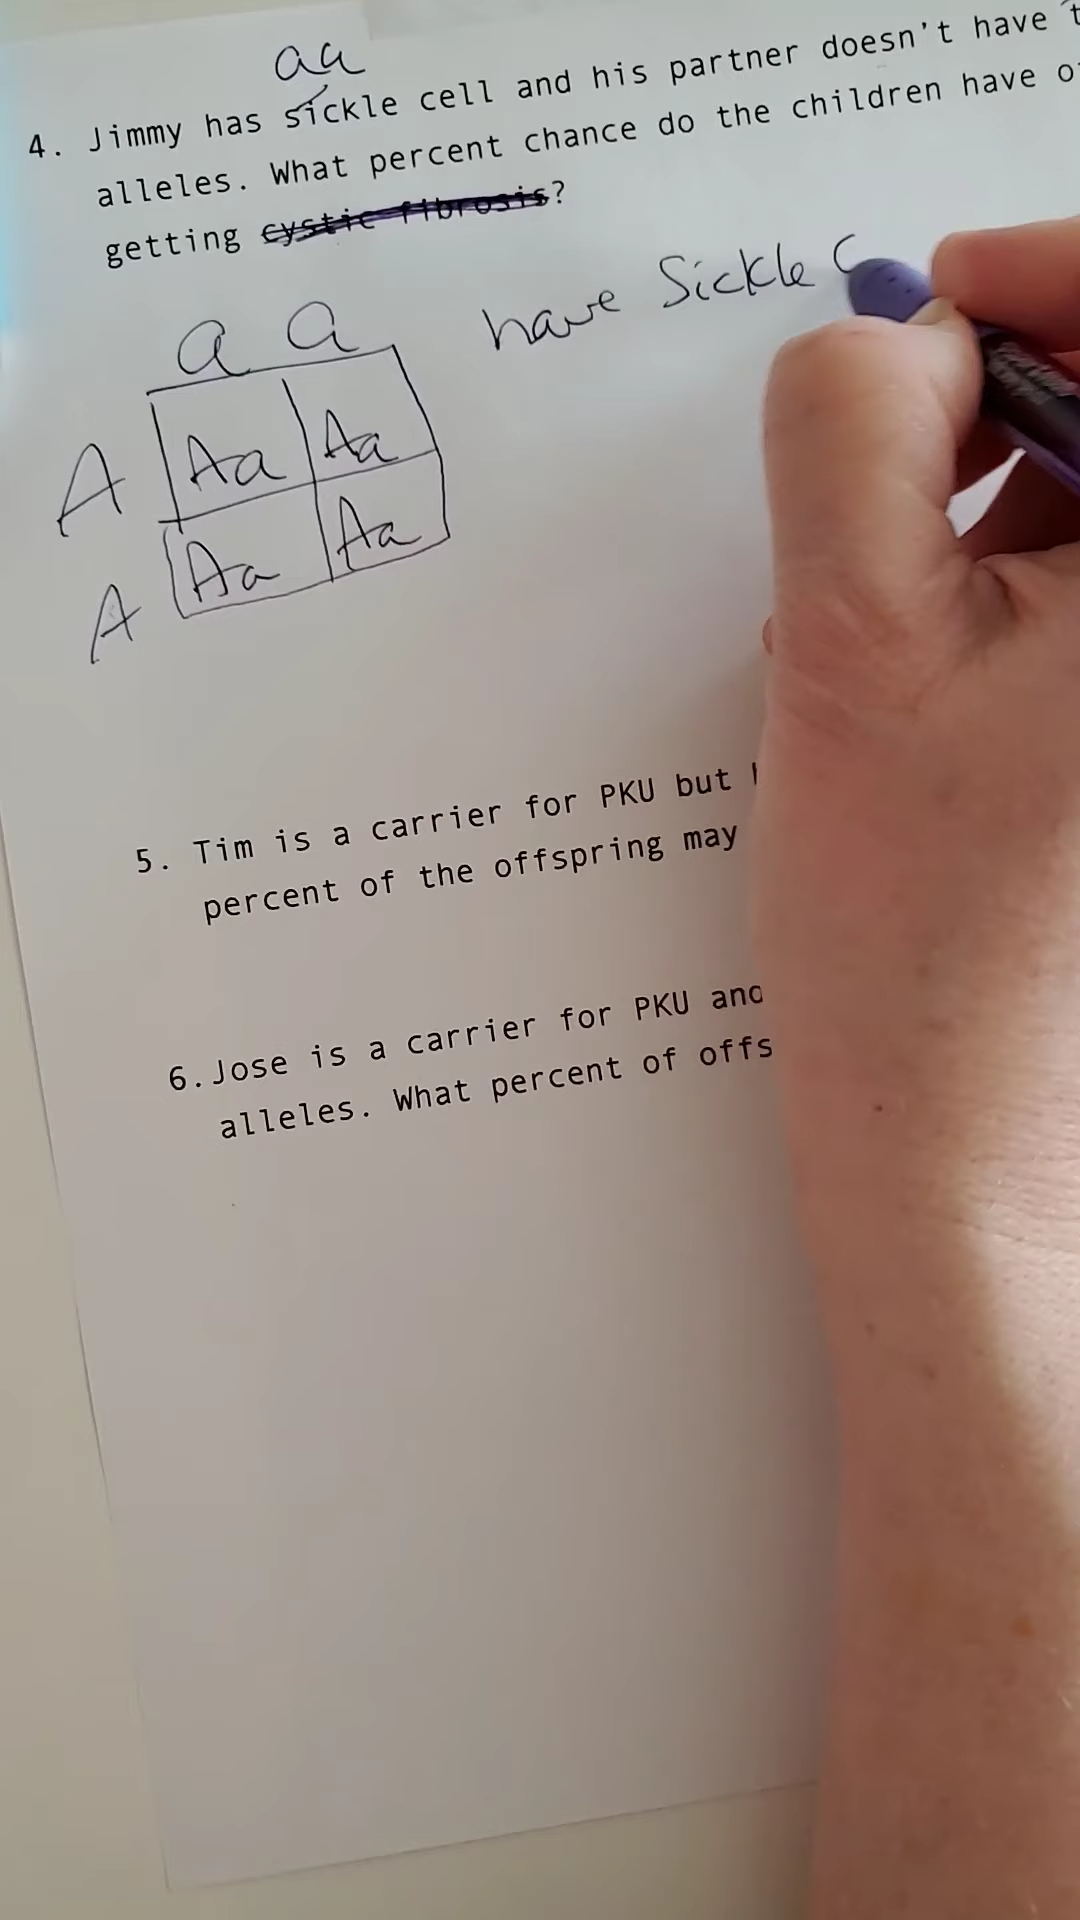 aa
4. Jimmy has sickle cell and his partner doesn't have
alleles. What percent chance do the children have
getting cystic fibrosis?
have Sickle C
a a
A Aa Aa
A Aa Aa
5. Tim is a carrier for PKU but
percent of the offspring may
6. Jose is a carrier for PKU and
alleles. What percent of offs